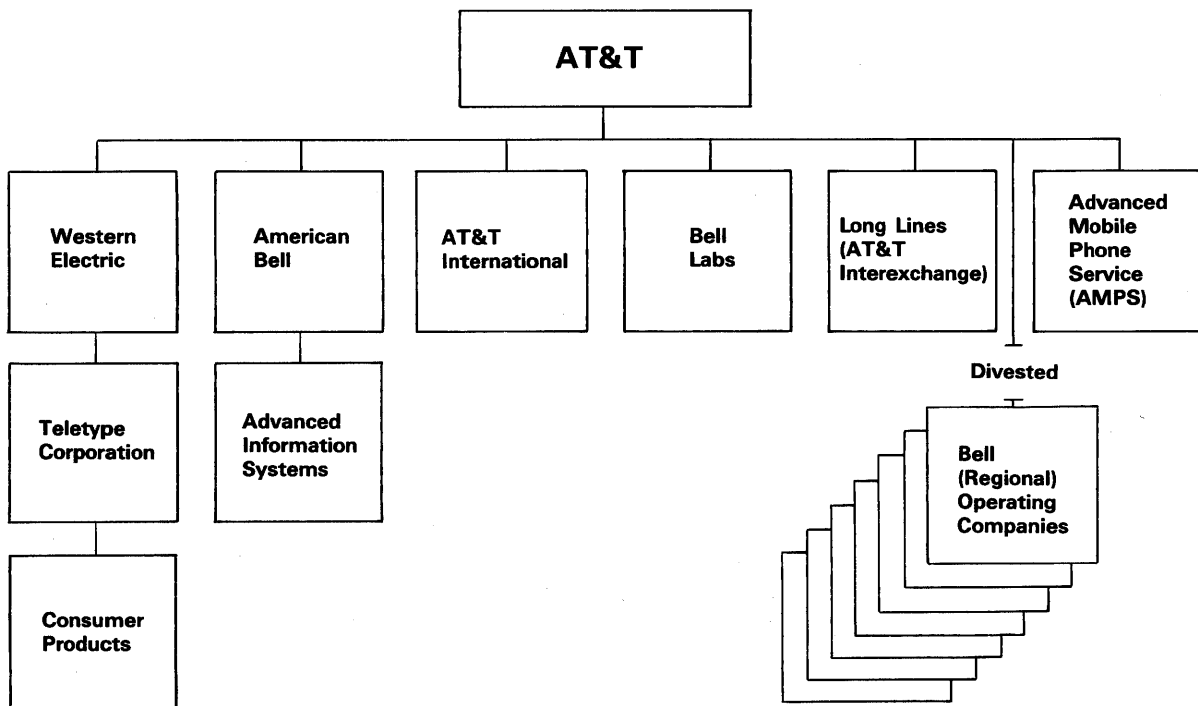 AT&T
Western
Electric
American
Bell
AT&T
International
Bell
Labs
Long Lines
(AT&T
Interexchange)
Advanced
Mobile
Phone
Service
(AMPS)
Teletype
Corporation
Advanced
Information
Systems
Divested
Bell
(Regional)
Operating
Companies
Consumer
Products